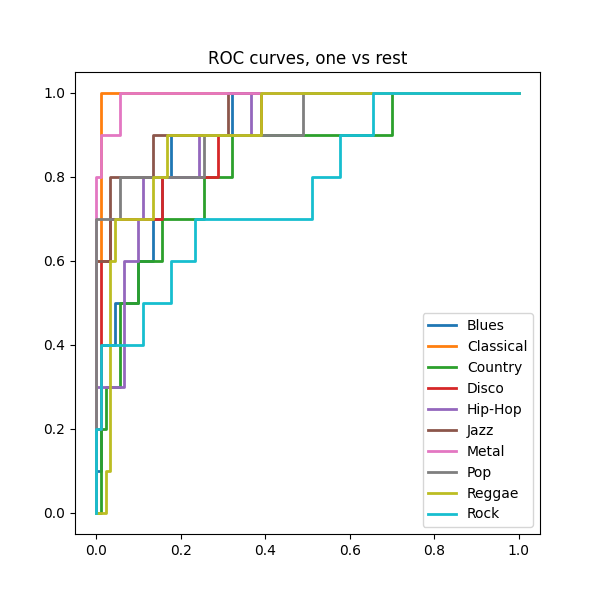 ROC curves, one vs rest
1.0
0.8
0.6
0.4
0.2
0.0
Blues
Classical
Country
Disco
Hip-Hop
Jazz
Metal
Pop
Reggae
Rock
0.0 0.2 0.4 0.6 0.8 1.0